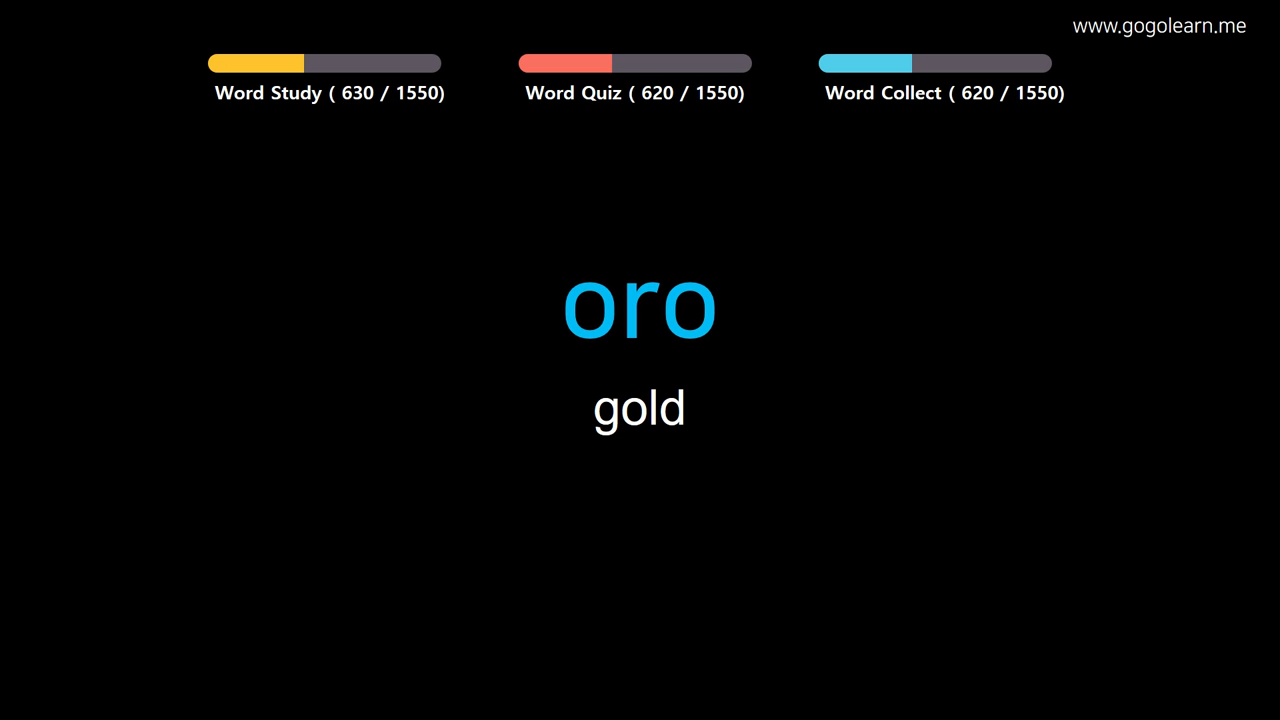 www.gogolearn.me
Word Study ( 630 / 1550)
Word Quiz ( 620 / 1550)
Word Collect ( 620 / 1550)
oro
gold